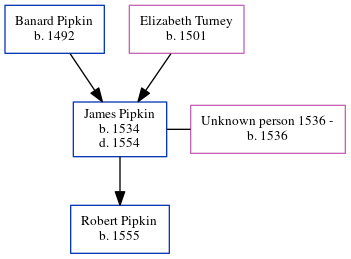 Banard Pipkin
b. 1492
Elizabeth Turney
b. 1501
James Pipkin
b. 1534
d. 1554
Unknown person 1536 -
b. 1536
Robert Pipkin
b. 1555